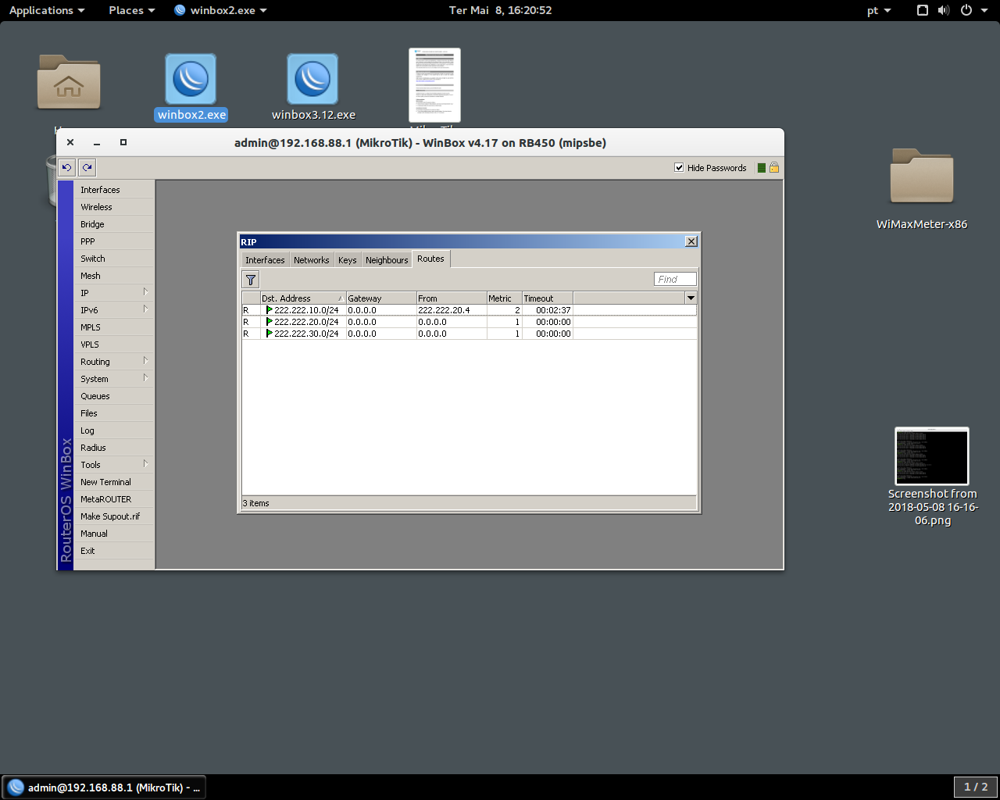 Applications Places winbox2.exe Ter Mai 8, 16:20:52 pt
winbox2.exe winbox3.12.exe
admin@192.168.88.1 (MikroTik) - WinBox v4.17 on RB450 (mipsbe)
Hide Passwords
RouterOS WinBox
Interfaces
Wireless
Bridge
PPP
Switch
Mesh
IP
IPv6
MPLS
VPLS
Routing
System
Queues
Files
Log
Radius
Tools
New Terminal
MetaROUTER
Make Supout.rif
Manual
Exit
RIP
Interfaces Networks Keys Neighbours Routes
Find
Dst. Address Gateway From Metric Timeout
R 222.222.10.0/24 0.0.0.0 222.222.20.4 2 00:02:37
R 222.222.20.0/24 0.0.0.0 0.0.0.0 1 00:00:00
R 222.222.30.0/24 0.0.0.0 0.0.0.0 1 00:00:00
3 items
WiMaxMeter-x86
Screenshot from
2018-05-08 16-16-
06.png
admin@192.168.88.1 (MikroTik) - ...
1 / 2